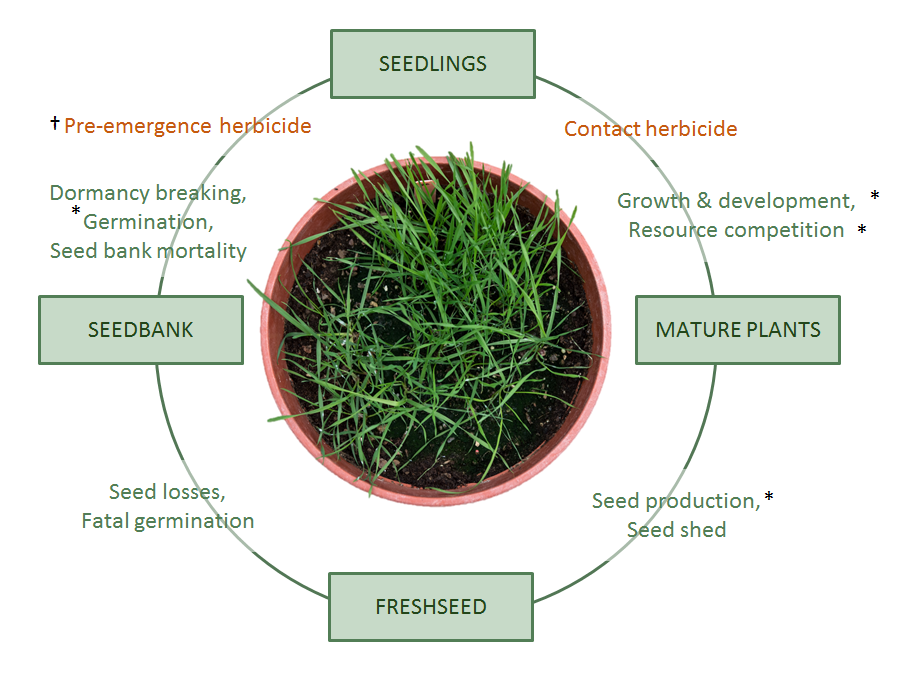 SEEDLINGS
† Pre-emergence herbicide
Contact herbicide
Dormancy breaking,
* Germination,
Seed bank mortality
Growth & development, *
Resource competition *
SEEDBANK
MATURE PLANTS
Seed losses,
Fatal germination
Seed production, *
Seed shed
FRESHSEED